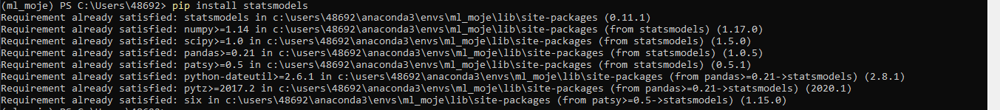 (ml_moje) PS C:\Users\48692> pip install statsmodels
Requirement already satisfied: statsmodels in c:\users\48692\anaconda3\envs\ml_moje\lib\site-packages (0.11.1)
Requirement already satisfied: numpy>=1.14 in c:\users\48692\anaconda3\envs\ml_moje\lib\site-packages (from statsmodels) (1.17.0)
Requirement already satisfied: scipy>=1.0 in c:\users\48692\anaconda3\envs\ml_moje\lib\site-packages (from statsmodels) (1.5.0)
Requirement already satisfied: pandas>=0.21 in c:\users\48692\anaconda3\envs\ml_moje\lib\site-packages (from statsmodels) (1.0.5)
Requirement already satisfied: patsy>=0.5 in c:\users\48692\anaconda3\envs\ml_moje\lib\site-packages (from statsmodels) (0.5.1)
Requirement already satisfied: python-dateutil>=2.6.1 in c:\users\48692\anaconda3\envs\ml_moje\lib\site-packages (from pandas>=0.21->statsmodels) (2.8.1)
Requirement already satisfied: pytz>=2017.2 in c:\users\48692\anaconda3\envs\ml_moje\lib\site-packages (from pandas>=0.21->statsmodels) (2020.1)
Requirement already satisfied: six in c:\users\48692\anaconda3\envs\ml_moje\lib\site-packages (from patsy>=0.5->statsmodels) (1.15.0)
(ml_moje) PS C:\Users\48692>